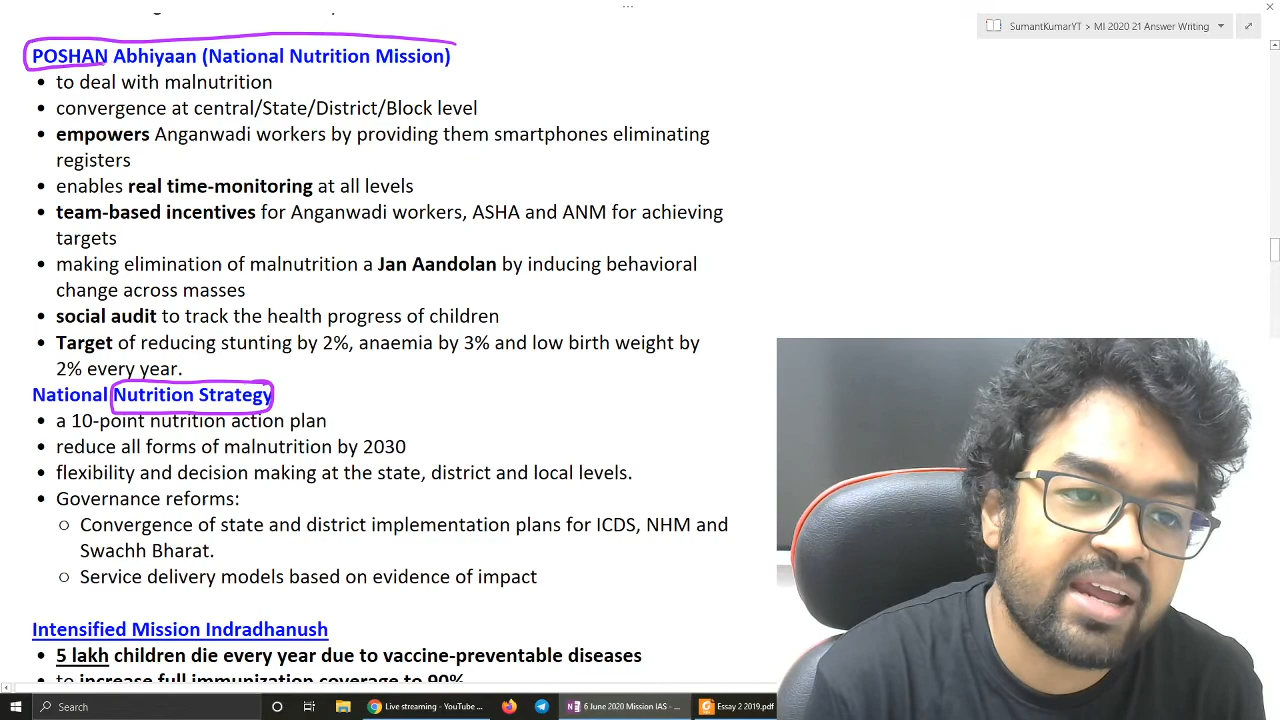 SumantKumarYT > MI 2020 21 Answer Writing
POSHAN Abhiyaan (National Nutrition Mission)
• to deal with malnutrition
• convergence at central/State/District/Block level
• empowers Anganwadi workers by providing them smartphones eliminating
registers
• enables real time-monitoring at all levels
• team-based incentives for Anganwadi workers, ASHA and ANM for achieving
targets
• making elimination of malnutrition a Jan Aandolan by inducing behavioral
change across masses
• social audit to track the health progress of children
• Target of reducing stunting by 2%, anaemia by 3% and low birth weight by
2% every year.
National Nutrition Strategy
• a 10-point nutrition action plan
• reduce all forms of malnutrition by 2030
• flexibility and decision making at the state, district and local levels.
• Governance reforms:
○ Convergence of state and district implementation plans for ICDS, NHM and
Swachh Bharat.
○ Service delivery models based on evidence of impact
Intensified Mission Indradhanush
• 5 lakh children die every year due to vaccine-preventable diseases
• to increase full immunization coverage to 90%
Search
Live streaming - YouTube ...
6 June 2020 Mission IAS - ...
Essay 2 2019.pdf